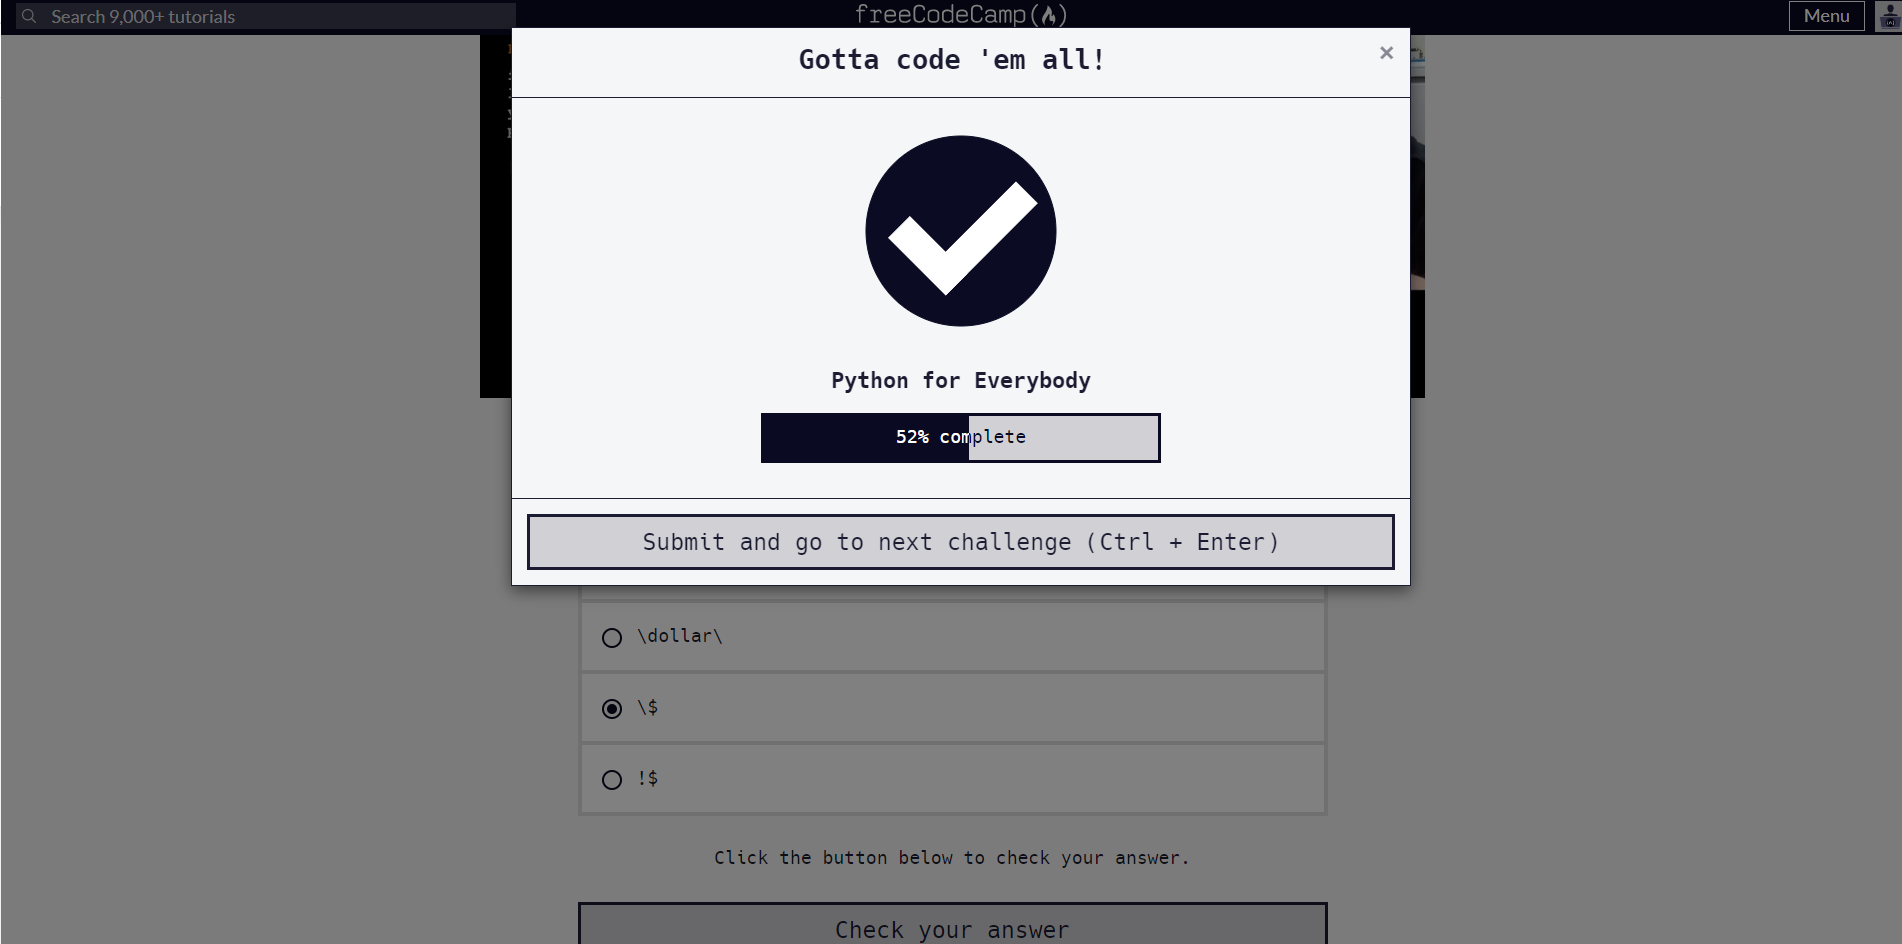 Search 9,000+ tutorials
freeCodeCamp(🔥)
Menu
Gotta code 'em all!
×
Python for Everybody
52% complete
Submit and go to next challenge (Ctrl + Enter)
\dollar\
\$
!$
Click the button below to check your answer.
Check your answer